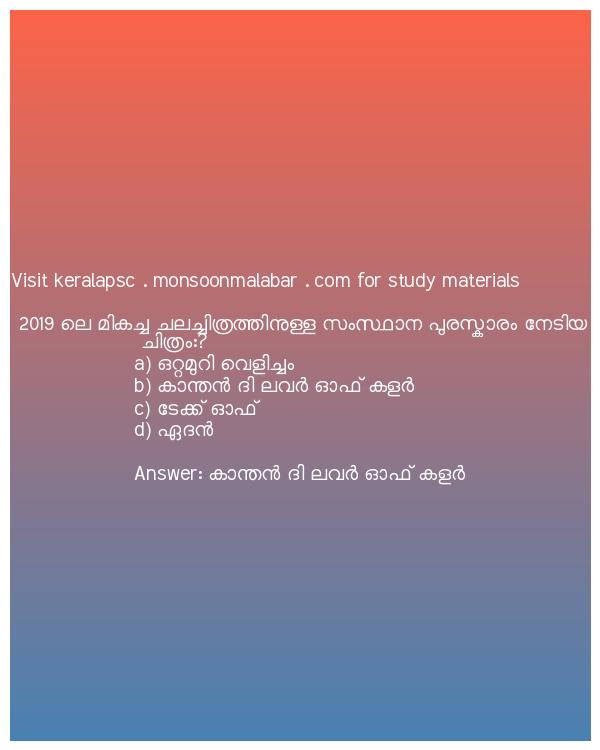 Visit keralapsc . monsoonmalabar . com for study materials
2019 ലെ മികച്ച ചലച്ചിത്രത്തിനുള്ള സംസ്ഥാന പുരസ്കാരം നേടിയ
ചിത്രം:?
a) ഒറ്റമുറി വെളിച്ചം
b) കാന്തൻ ദി ലവർ ഓഫ് കളർ
c) ടേക്ക് ഓഫ്
d) ഏദൻ
Answer: കാന്തൻ ദി ലവർ ഓഫ് കളർ